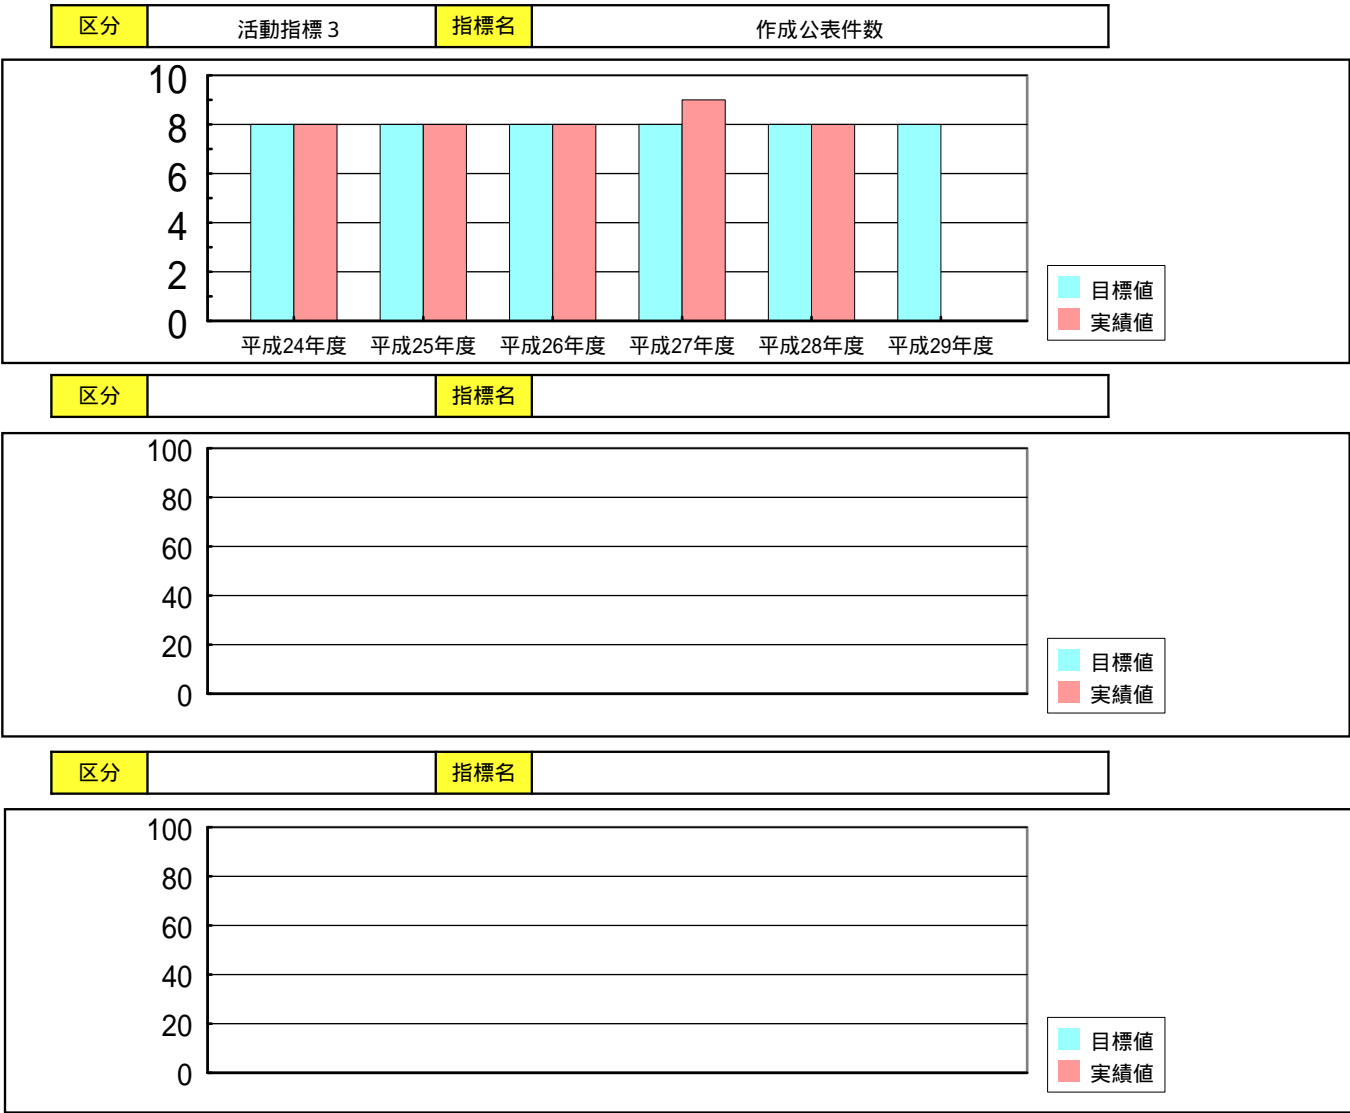 区分 活動指標3 指標名 作成公表件数
10
8
6
4
2
0
平成24年度 平成25年度 平成26年度 平成27年度 平成28年度 平成29年度
目標値
実績値
区分 指標名
100
80
60
40
20
0
目標値
実績値
区分 指標名
100
80
60
40
20
0
目標値
実績値